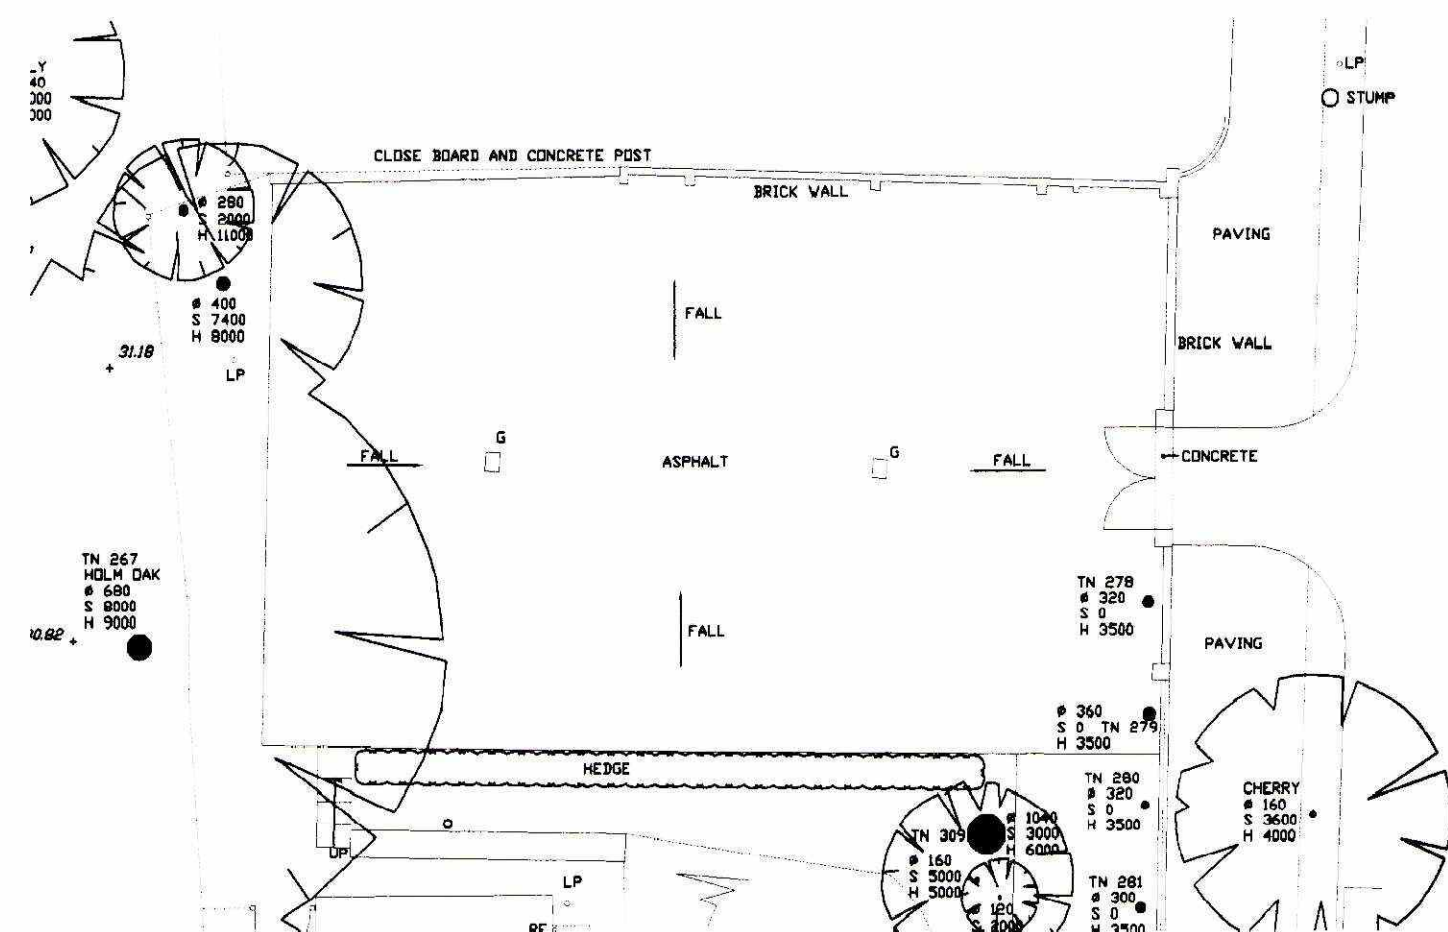 LP
STUMP
CLOSE BOARD AND CONCRETE POST
BRICK WALL
ø 280
S 2000
H 11000
PAVING
ø 400
S 7400
H 8000
FALL
BRICK WALL
31.18
LP
G
G
FALL
ASPHALT
FALL
CONCRETE
TN 267
HOLM OAK
ø 680
S 8000
H 9000
TN 278
ø 320
S 0
H 3500
FALL
PAVING
ø 360
S 0 TN 279
H 3500
HEDGE
TN 280
ø 320
S 0
H 3500
CHERRY
ø 160
S 3600
H 4000
TN 309
ø 1040
S 3000
H 6000
UP
ø 160
S 5000
H 5000
LP
TN 281
ø 300
S 0
H 3500
ø 120
S 2000